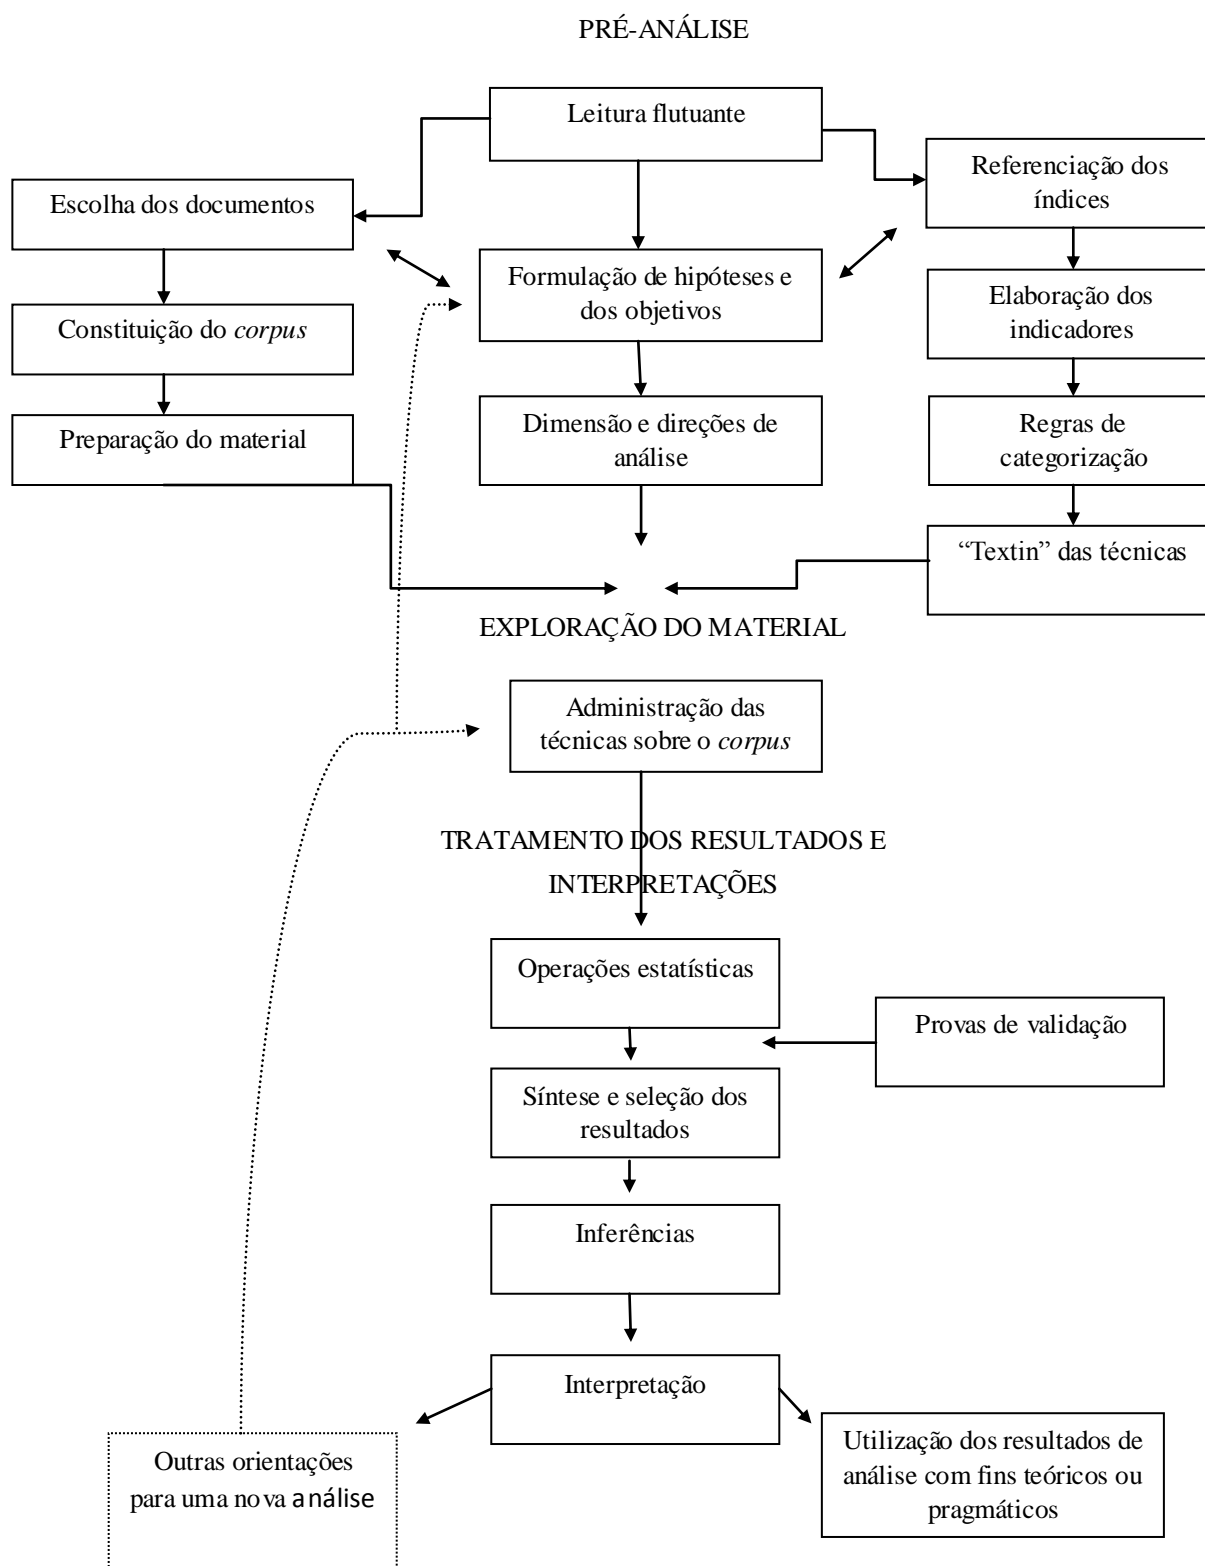 PRÉ-ANÁLISE
Leitura flutuante
Referenciação dos
índices
Escolha dos documentos
Formulação de hipóteses e
dos objetivos
Elaboração dos
indicadores
Constituição do corpus
Preparação do material
Dimensão e direções de
análise
Regras de
categorização
“Textin” das técnicas
EXPLORAÇÃO DO MATERIAL
Administração das
técnicas sobre o corpus
TRATAMENTO DOS RESULTADOS E
INTERPRETAÇÕES
Operações estatísticas
Provas de validação
Síntese e seleção dos
resultados
Inferências
Interpretação
Outras orientações
para uma nova análise
Utilização dos resultados de
análise com fins teóricos ou
pragmáticos